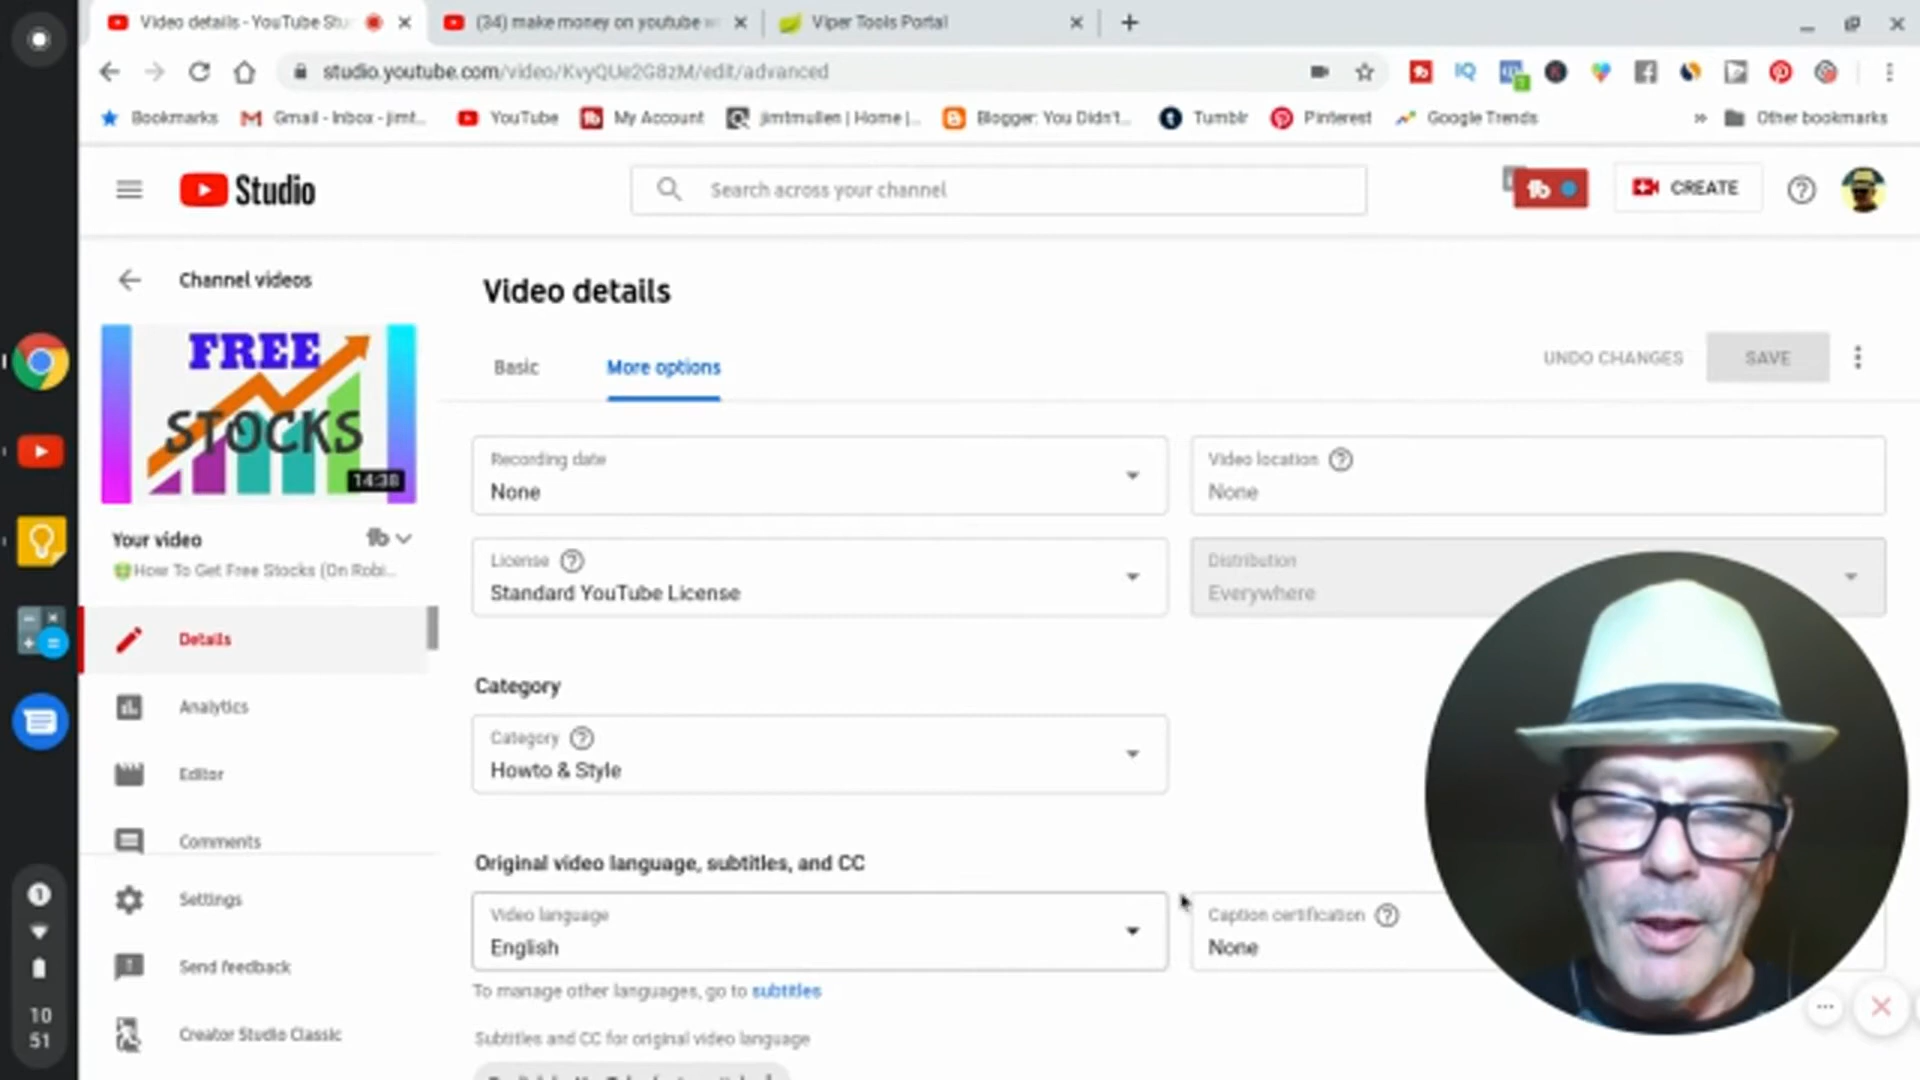 Video details - YouTube Stu
(34) make money on youtube w
Viper Tools Portal
studio.youtube.com/video/KvyQUe2G8zM/edit/advanced
Bookmarks
Gmail - Inbox - jimt...
YouTube
My Account
jimtmullen | Home |...
Blogger: You Didn't...
Tumblr
Pinterest
Google Trends
Other bookmarks
Studio
Search across your channel
CREATE
Channel videos
Video details
FREE
STOCKS
14:38
Basic
More options
UNDO CHANGES
SAVE
Recording date
None
Video location
None
Your video
How To Get Free Stocks (On Robi...
License
Standard YouTube License
Distribution
Everywhere
Details
Analytics
Editor
Comments
Settings
Send feedback
Creator Studio Classic
Category
Category
Howto & Style
Original video language, subtitles, and CC
Video language
English
Caption certification
None
To manage other languages, go to subtitles
Subtitles and CC for original video language
1
10
51